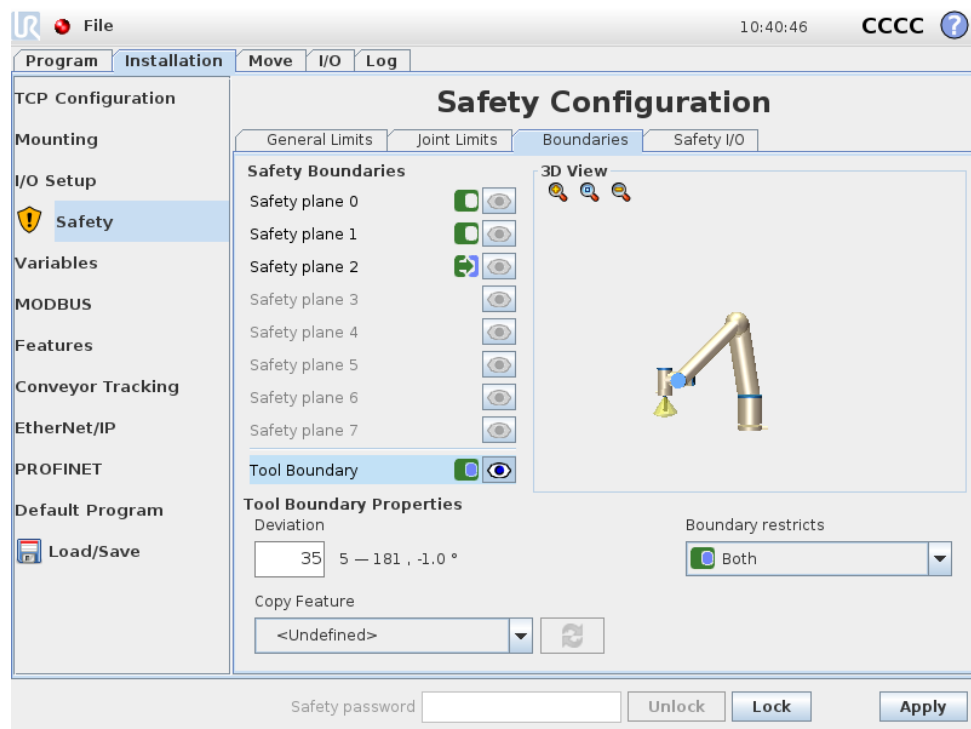 UR File 10:40:46 CCCC ?
Program Installation Move I/O Log
TCP Configuration
Mounting
I/O Setup
Safety
Variables
MODBUS
Features
Conveyor Tracking
EtherNet/IP
PROFINET
Default Program
Load/Save
Safety Configuration
General Limits Joint Limits Boundaries Safety I/O
Safety Boundaries
Safety plane 0
Safety plane 1
Safety plane 2
Safety plane 3
Safety plane 4
Safety plane 5
Safety plane 6
Safety plane 7
Tool Boundary
3D View
Tool Boundary Properties
Deviation
35 5 — 181 , -1.0 °
Boundary restricts
Both
Copy Feature
<Undefined>
Safety password Unlock Lock Apply